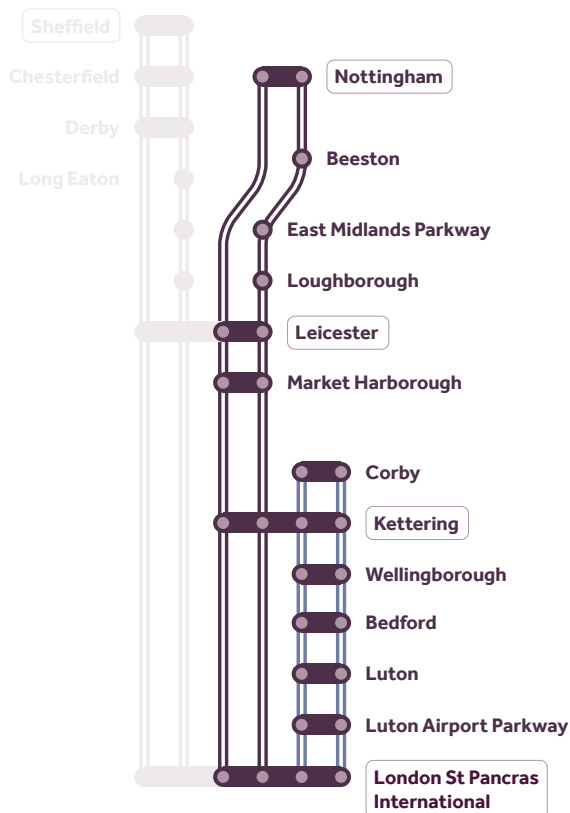 Sheffield
Chesterfield
Nottingham
Derby
Beeston
Long Eaton
East Midlands Parkway
Loughborough
Leicester
Market Harborough
Corby
Kettering
Wellingborough
Bedford
Luton
Luton Airport Parkway
London St Pancras
International